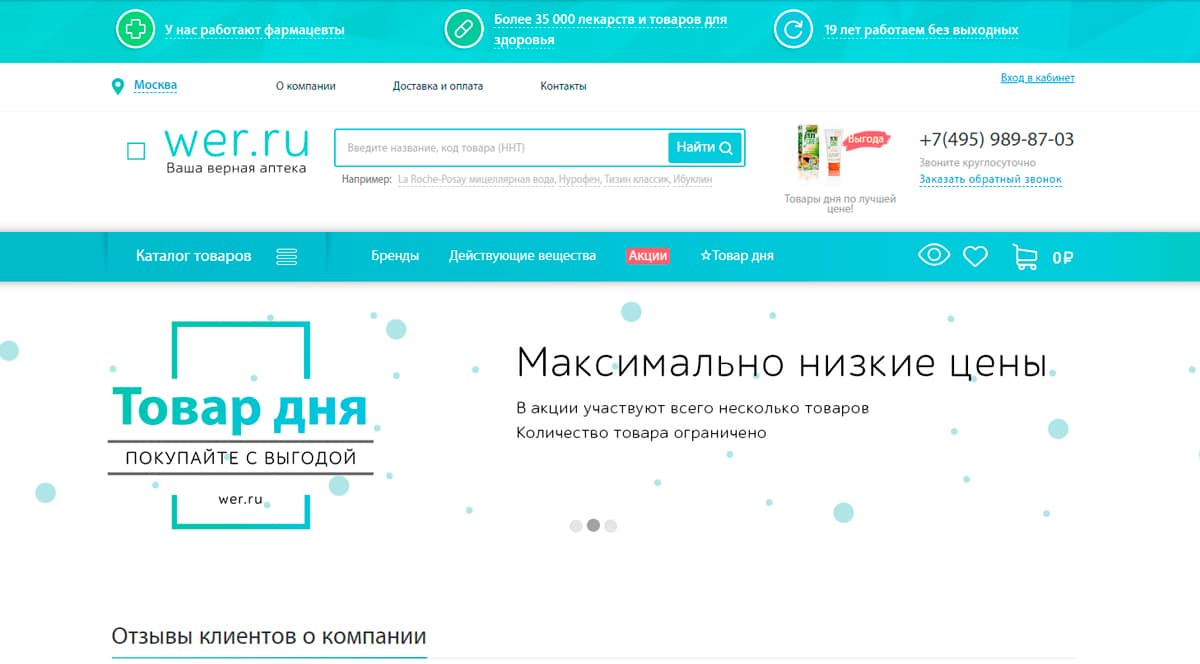 У нас работают фармацевты
Более 35 000 лекарств и товаров для
здоровья
19 лет работаем без выходных
Москва
О компании
Доставка и оплата
Контакты
Вход в кабинет
wer.ru
Ваша верная аптека
Введите название, код товара (ННТ)
Найти
Например: La Roche-Posay мицеллярная вода, Нурофен, Тизин классик, Ибуклин
Выгода
Товары дня по лучшей
цене!
+7(495) 989-87-03
Звоните круглосуточно
Заказать обратный звонок
Каталог товаров
Бренды
Действующие вещества
Акции
☆Товар дня
0₽
Товар дня
ПОКУПАЙТЕ С ВЫГОДОЙ
wer.ru
Максимально низкие цены
В акции участвуют всего несколько товаров
Количество товара ограничено
Отзывы клиентов о компании